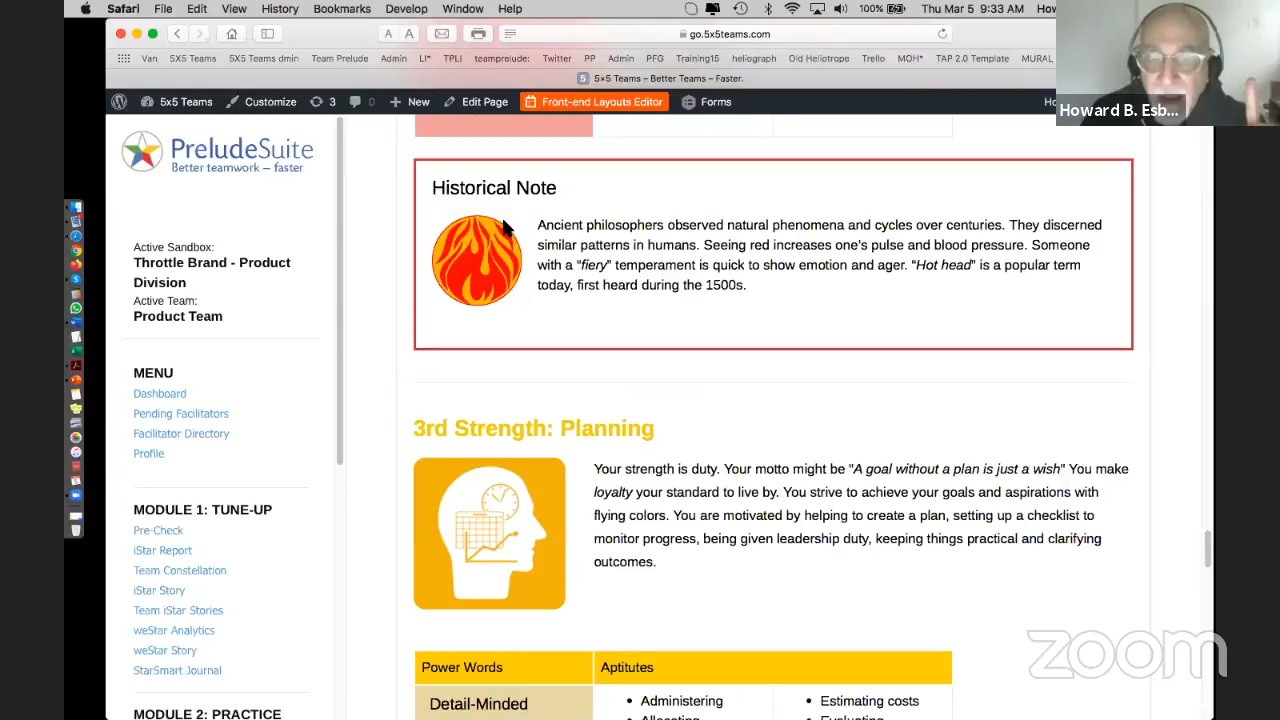 Safari File Edit View History Bookmarks Develop Window Help 100% Thu Mar 5 9:33 AM How
A A go.5x5teams.com
Van 5X5 Teams 5X5 Teams dmin Team Prelude Admin LI* TPLI teamprelude: Twitter PP Admin PFG Training15 heliograph Old Heliotrope Trello MOH* TAP 2.0 Template MURAL
5 5×5 Teams – Better Teams – Faster.
5x5 Teams Customize 3 0 New Edit Page Front-end Layouts Editor Forms Ho
Howard B. Esb...
PreludeSuite
Better teamwork – faster
Active Sandbox:
Throttle Brand - Product
Division
Active Team:
Product Team
MENU
Dashboard
Pending Facilitators
Facilitator Directory
Profile
MODULE 1: TUNE-UP
Pre-Check
iStar Report
Team Constellation
iStar Story
Team iStar Stories
weStar Analytics
weStar Story
StarSmart Journal
MODULE 2: PRACTICE
Historical Note
Ancient philosophers observed natural phenomena and cycles over centuries. They discerned
similar patterns in humans. Seeing red increases one's pulse and blood pressure. Someone
with a “fiery” temperament is quick to show emotion and ager. “Hot head” is a popular term
today, first heard during the 1500s.
3rd Strength: Planning
Your strength is duty. Your motto might be "A goal without a plan is just a wish" You make
loyalty your standard to live by. You strive to achieve your goals and aspirations with
flying colors. You are motivated by helping to create a plan, setting up a checklist to
monitor progress, being given leadership duty, keeping things practical and clarifying
outcomes.
Power Words Aptitutes
Detail-Minded
• Administering
• Allocating
• Estimating costs
• Evaluating
zoom